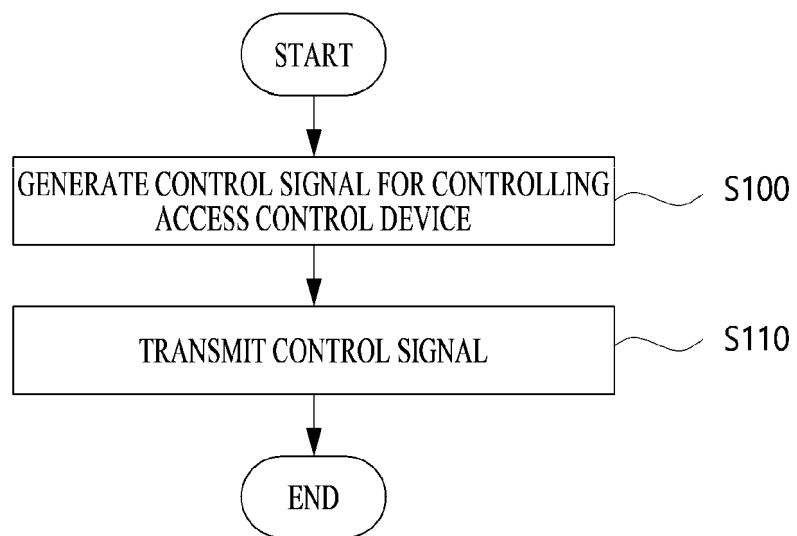 START
GENERATE CONTROL SIGNAL FOR CONTROLLING
ACCESS CONTROL DEVICE
S100
TRANSMIT CONTROL SIGNAL
S110
END